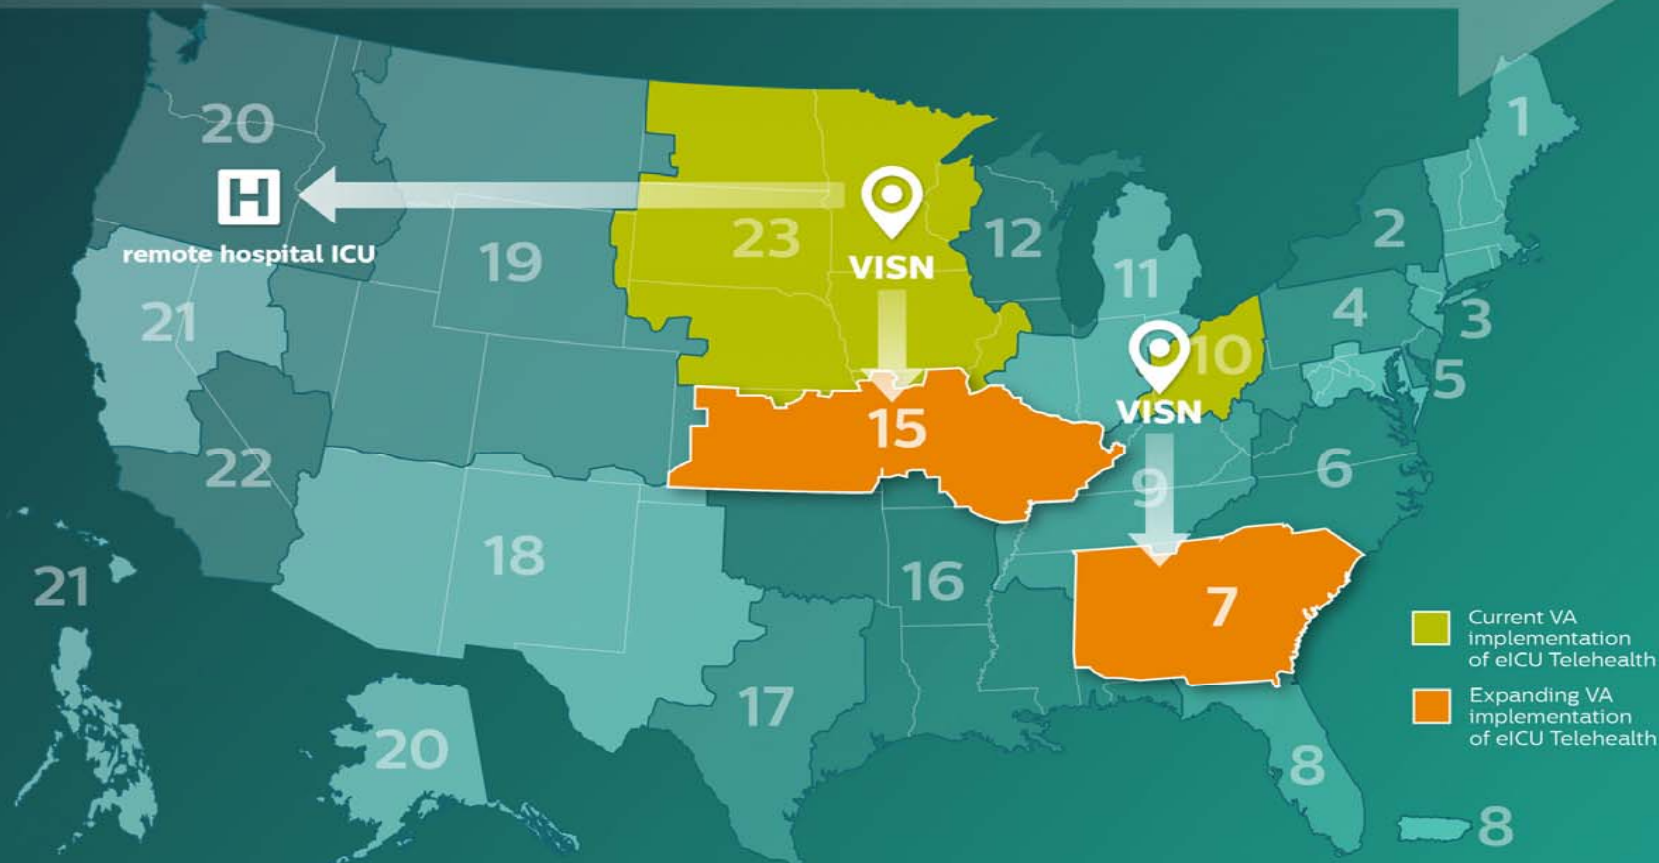 1
20
2
23
12
remote hospital ICU
19
VISN
11
21
4
3
10
5
VISN
15
22
9
6
18
21
16
7
Current VA
implementation
of eICU Telehealth
Expanding VA
implementation
of eICU Telehealth
17
20
8
8
H